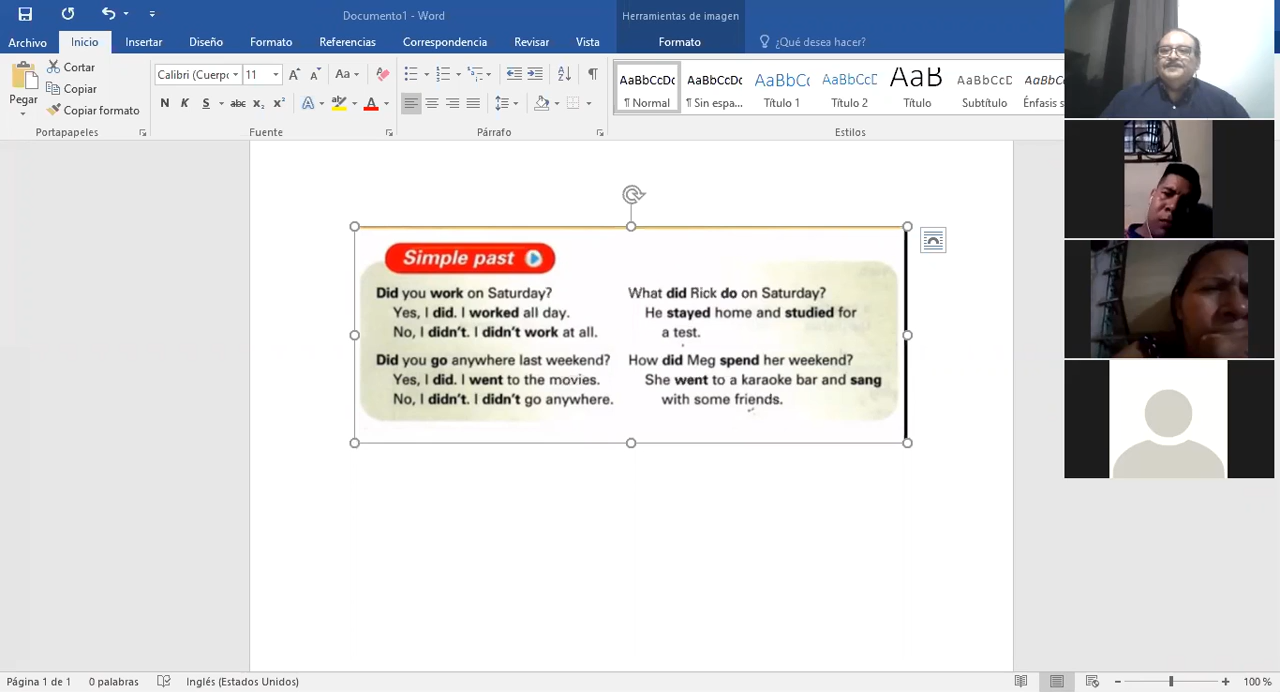 Documento1 - Word
Herramientas de imagen
Archivo
Inicio
Insertar
Diseño
Formato
Referencias
Correspondencia
Revisar
Vista
Formato
¿Qué desea hacer?
Pegar
Cortar
Copiar
Copiar formato
Portapapeles
Calibri (Cuerpo
11
Aa
N K S abc x₂ x²
Fuente
Párrafo
AaBbCcDc
¶ Normal
AaBbCcDc
¶ Sin espa...
AaBbCc
Título 1
AaBbCcD
Título 2
AaB
Título
AaBbCcD
Subtítulo
AaBbCc
Énfasis s
Estilos
Simple past
Did you work on Saturday?
Yes, I did. I worked all day.
No, I didn't. I didn't work at all.
Did you go anywhere last weekend?
Yes, I did. I went to the movies.
No, I didn't. I didn't go anywhere.
What did Rick do on Saturday?
He stayed home and studied for
a test.
How did Meg spend her weekend?
She went to a karaoke bar and sang
with some friends.
Página 1 de 1
0 palabras
Inglés (Estados Unidos)
100 %